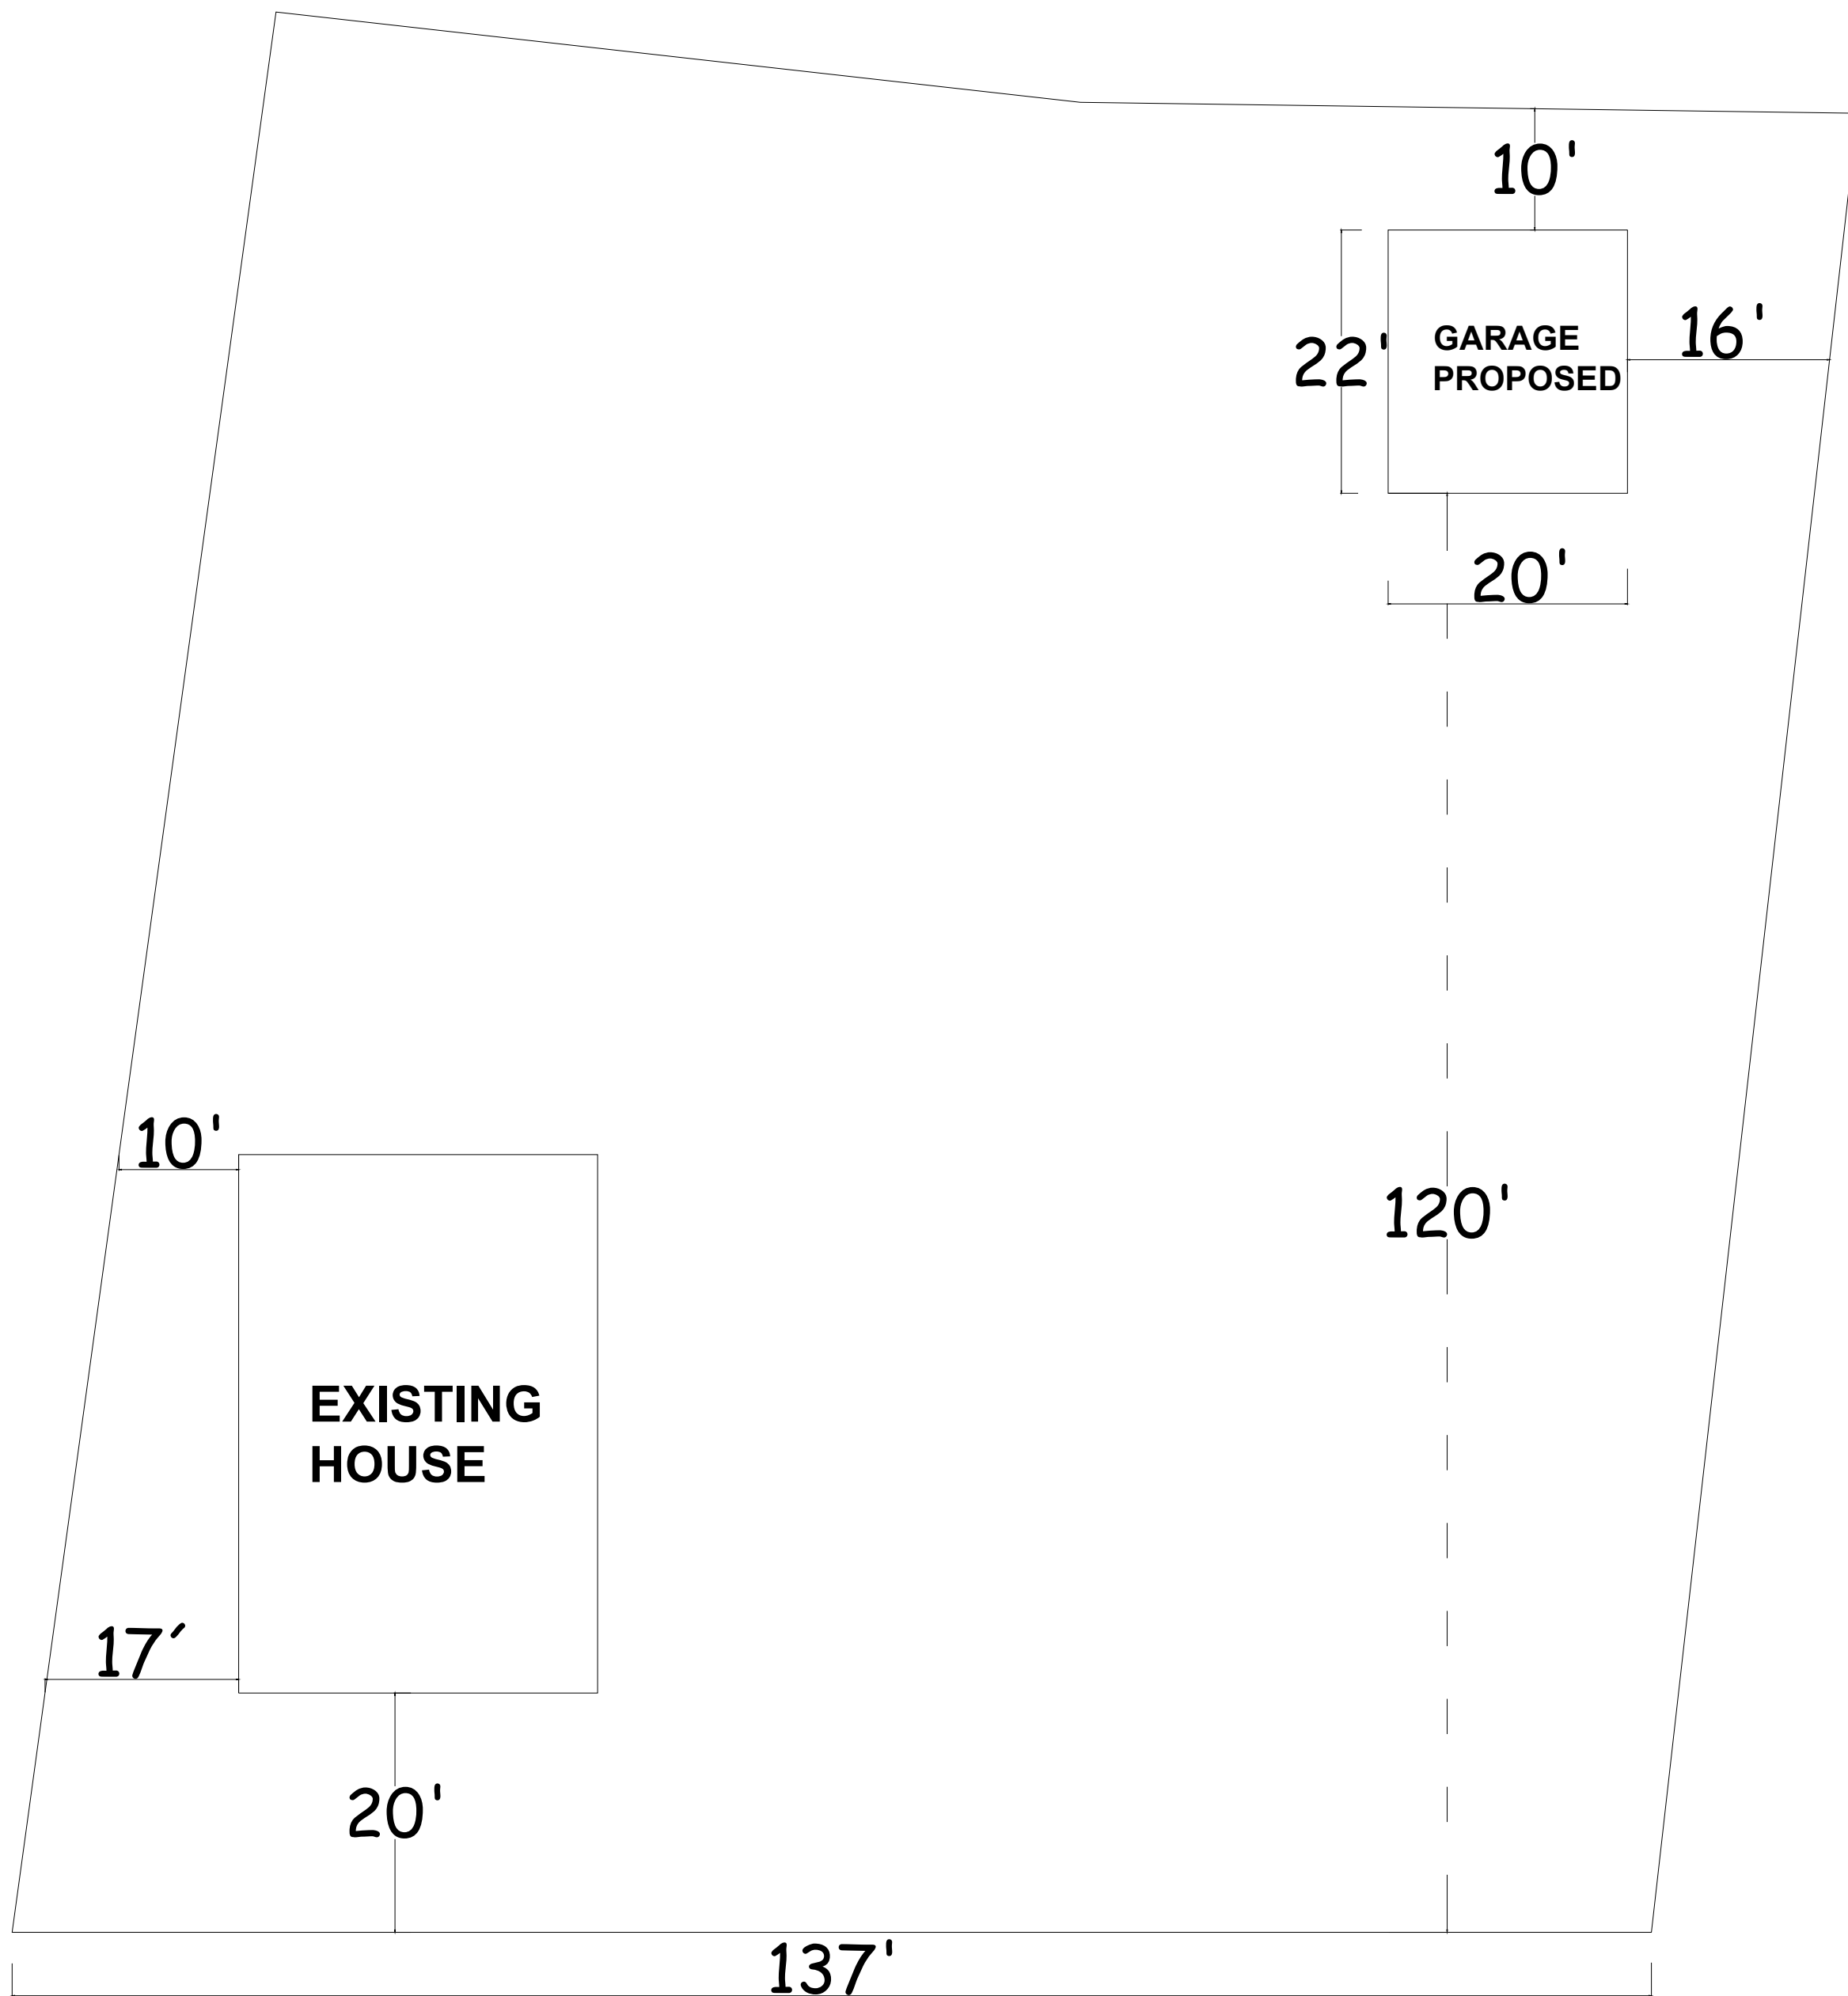 10'
16'
22'
GARAGE
PROPOSED
20'
10'
120'
EXISTING
HOUSE
17'
20'
137'